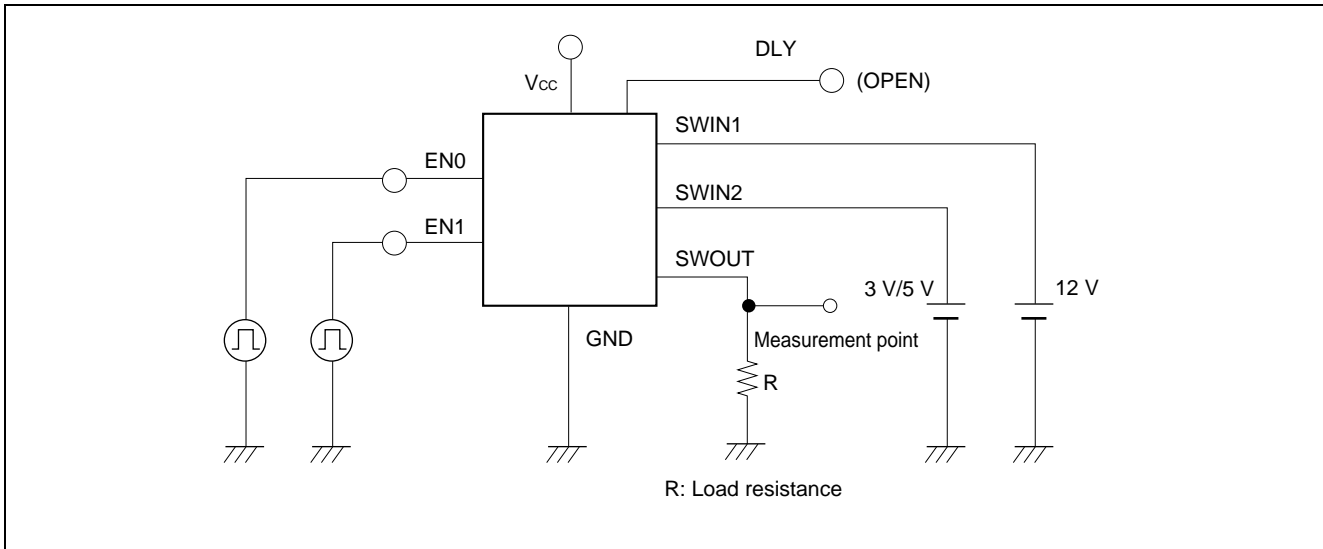 DLY
VCC
(OPEN)
SWIN1
EN0
SWIN2
EN1
SWOUT
3 V/5 V
12 V
GND
Measurement point
R
R: Load resistance